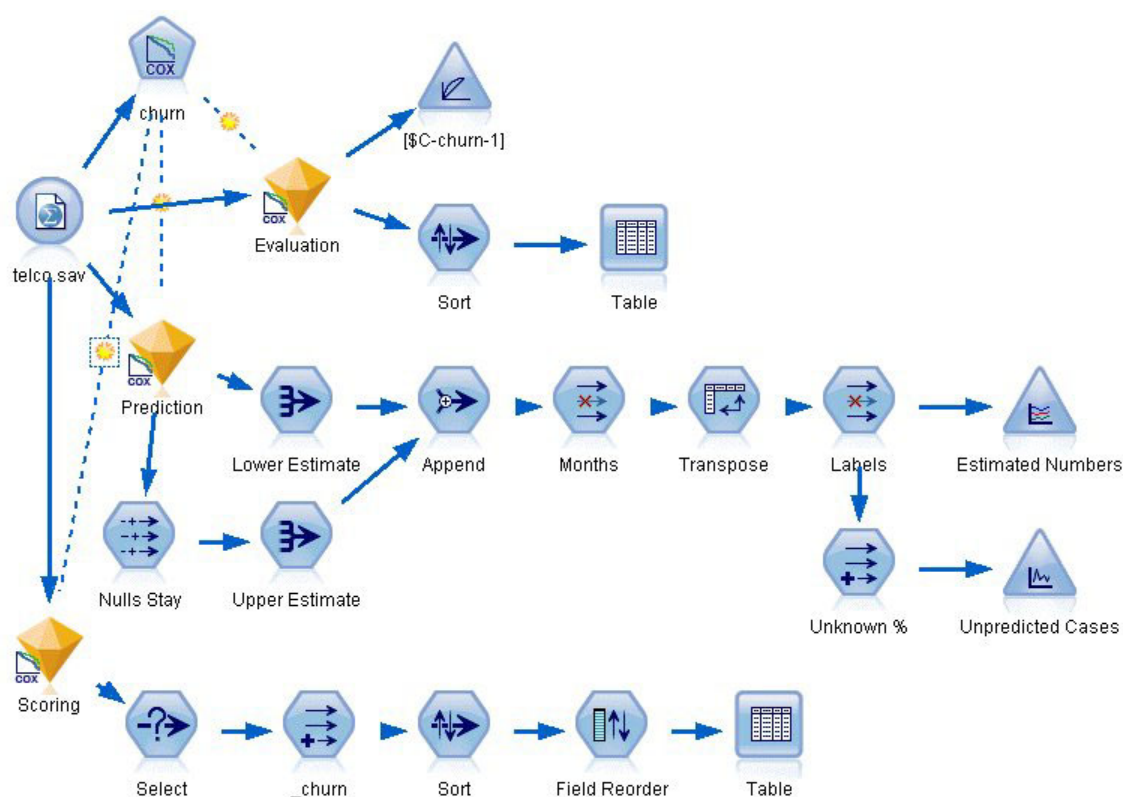 COX
churn
[$C-churn-1]
COX
Evaluation
telco.sav
Sort
Table
COX
Prediction
Lower Estimate
Append
Months
Transpose
Labels
Estimated Numbers
Nulls Stay
Upper Estimate
Unknown %
Unpredicted Cases
COX
Scoring
Select
_churn
Sort
Field Reorder
Table